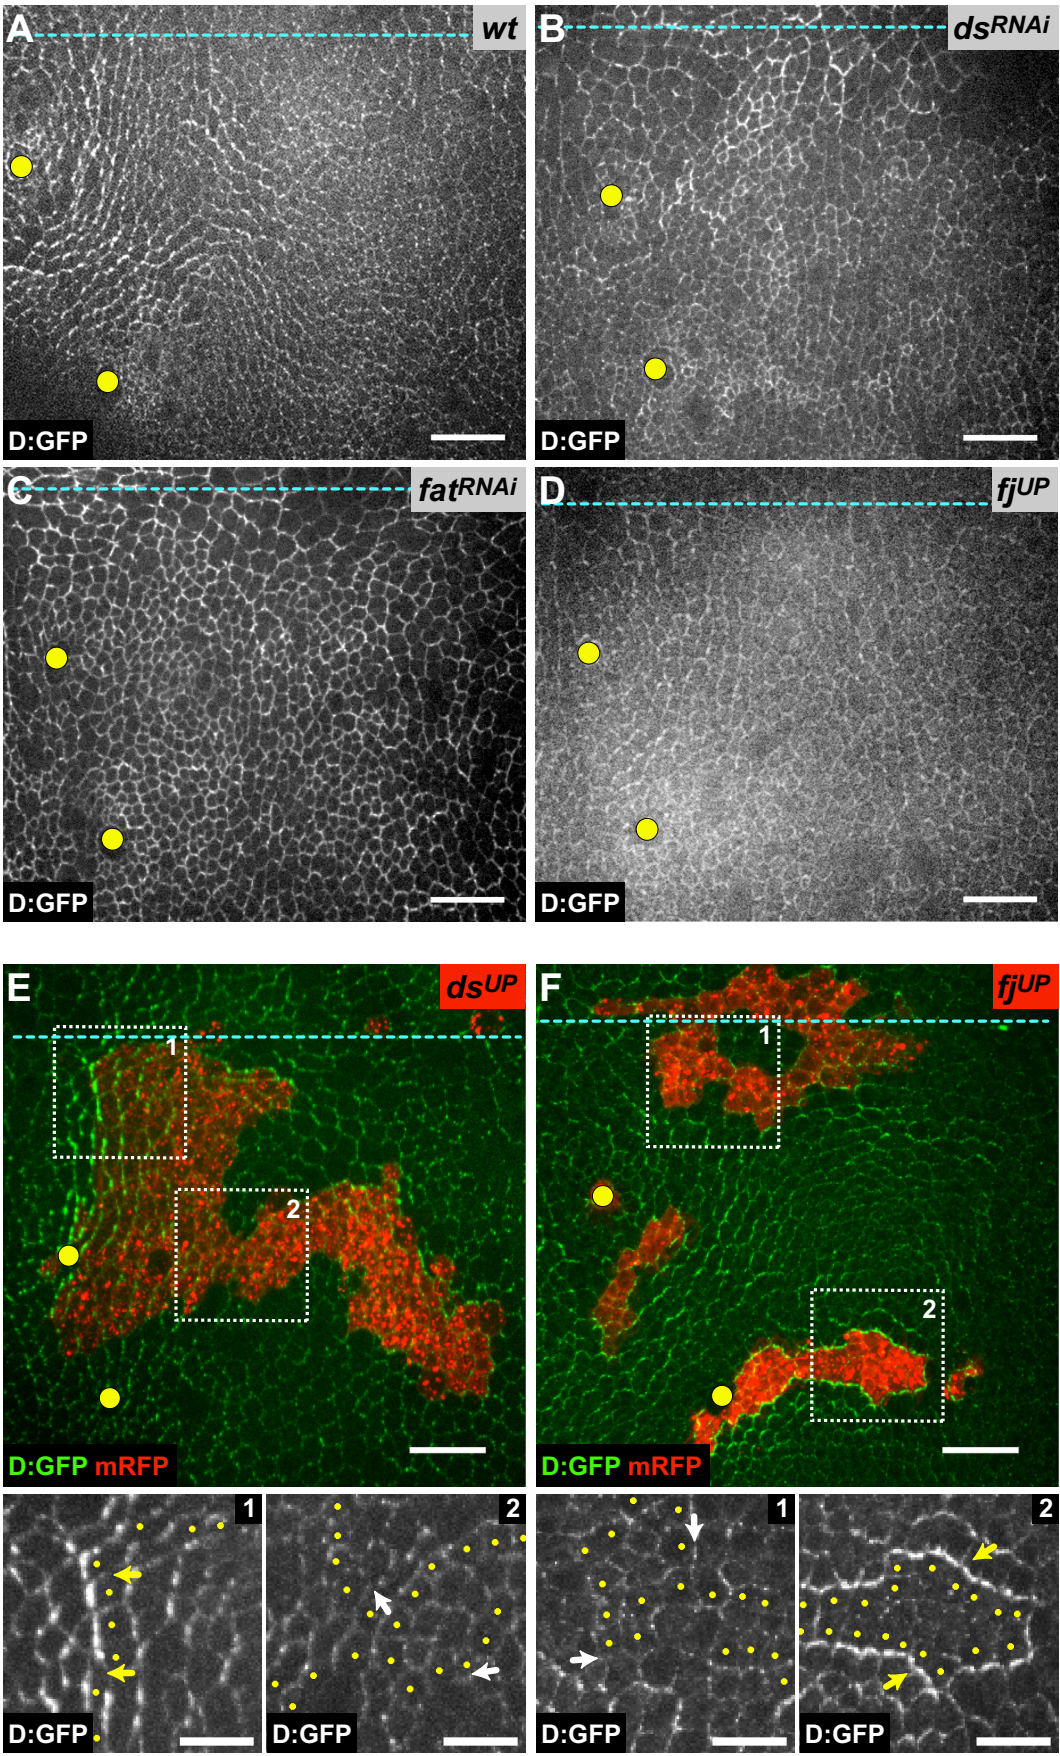 A
wt
D:GFP
B
dsRNAi
D:GFP
C
fatRNAi
D:GFP
D
fjUP
D:GFP
E
dsUP
1
2
D:GFP mRFP
F
fjUP
1
2
D:GFP mRFP
1
D:GFP
2
D:GFP
1
D:GFP
2
D:GFP